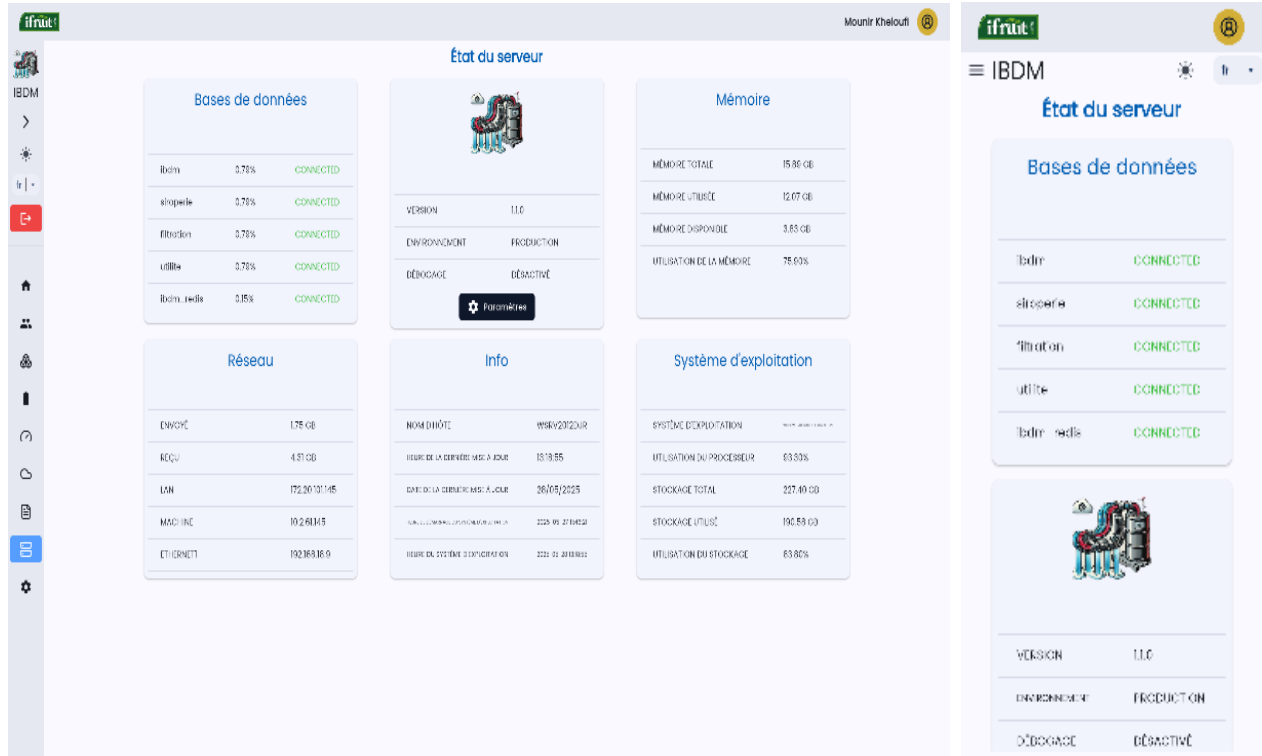 ifruit
Mounir Kheloufi
IBDM
fr
État du serveur
Bases de données
ibdm 0.78% CONNECTED
siroperie 0.78% CONNECTED
filtration 0.78% CONNECTED
utilite 0.78% CONNECTED
ibdm_redis 0.15% CONNECTED
VERSION 1.1.0
ENVIRONNEMENT PRODUCTION
DÉBOGAGE DÉSACTIVÉ
Paramètres
Mémoire
MÉMOIRE TOTALE 15.89 GB
MÉMOIRE UTILISÉE 12.07 GB
MÉMOIRE DISPONIBLE 3.83 GB
UTILISATION DE LA MÉMOIRE 75.90%
Réseau
ENVOYÉ 1.75 GB
REÇU 4.31 GB
LAN 172.20.101.145
MACHINE 10.2.61.145
ETHERNET1 192.168.18.9
Info
NOM D'HÔTE WSRV2012DJR
HEURE DE LA DERNIÈRE MISE À JOUR 13:18:55
DATE DE LA DERNIÈRE MISE À JOUR 28/05/2025
HEURE DU SYSTÈME D'EXPLOITATION
Système d'exploitation
SYSTÈME D'EXPLOITATION
UTILISATION DU PROCESSEUR 93.30%
STOCKAGE TOTAL 227.40 GB
STOCKAGE UTILISÉ 190.58 GB
UTILISATION DU STOCKAGE 83.80%
ifruit
IBDM
fr
État du serveur
Bases de données
ibdm CONNECTED
siroperie CONNECTED
filtration CONNECTED
utilite CONNECTED
ibdm_redis CONNECTED
VERSION 1.1.0
ENVIRONNEMENT PRODUCTION
DÉBOGAGE DÉSACTIVÉ